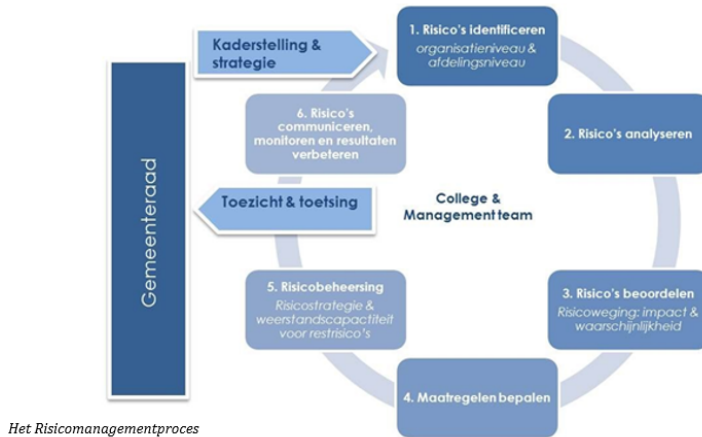 Gemeenteraad
Kaderstelling &
strategie
1. Risico's identificeren
organisatieniveau &
afdelingsniveau
2. Risico's analyseren
3. Risico's beoordelen
Risicoweging: impact &
waarschijnlijkheid
4. Maatregelen bepalen
5. Risicobeheersing
Risicostrategie &
weerstandscapactiteit
voor restrisico's
6. Risico's
communiceren,
monitoren en resultaten
verbeteren
Toezicht & toetsing
College &
Management team
Het Risicomanagementproces